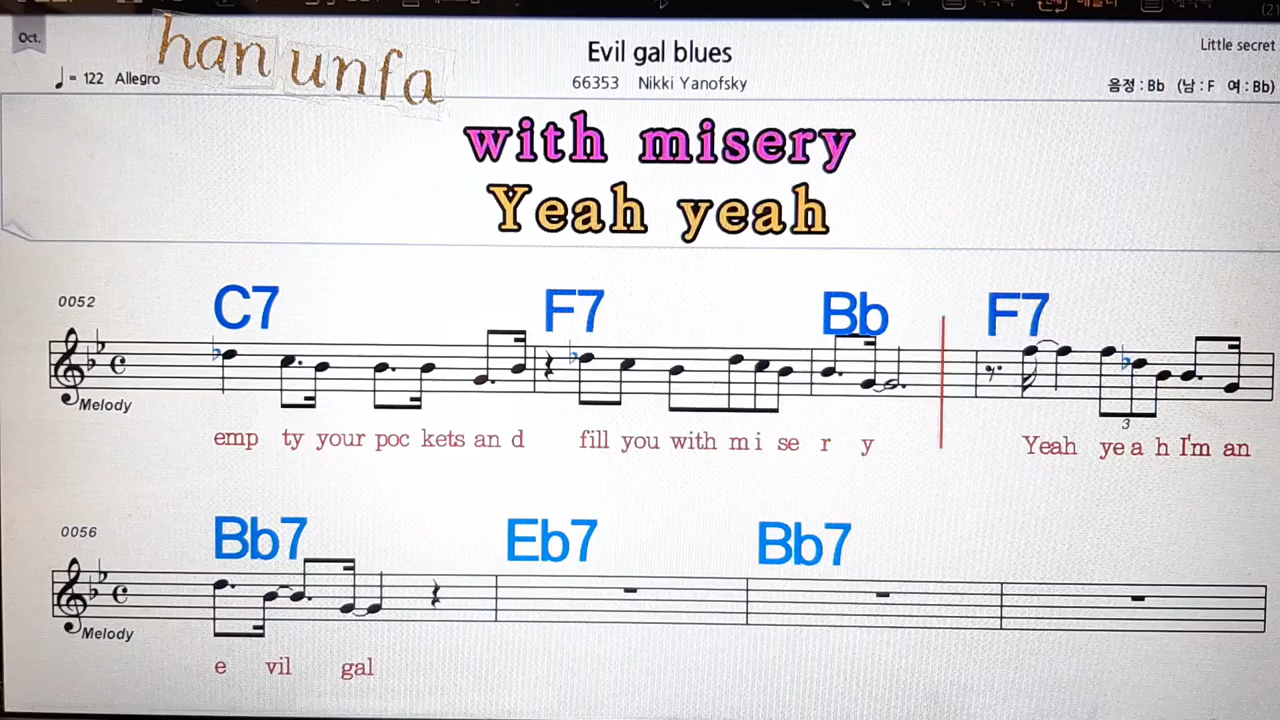 Oct.
han unfa
Evil gal blues
Little secret
♩= 122 Allegro
66353 Nikki Yanofsky
음정 : Bb (남 : F 여 : Bb)
with misery
Yeah yeah
0052
C7 F7 Bb F7
Melody
3
emp ty your poc kets an d fill you with m i se r y Yeah ye a h I'm an
0056
Bb7 Eb7 Bb7
Melody
e vil gal